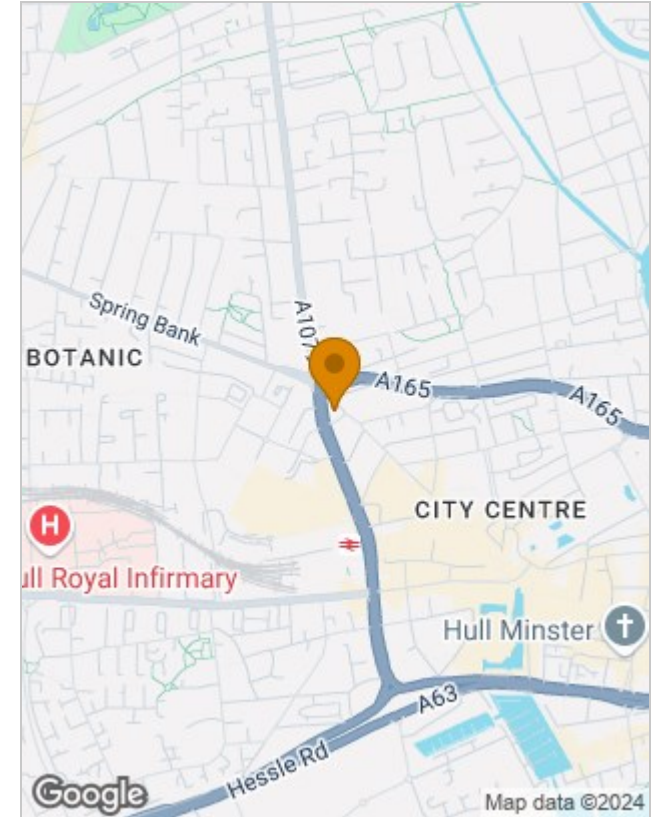 Spring Bank
A107
BOTANIC
A165
A165
CITY CENTRE
H
ull Royal Infirmary
Hull Minster
A63
Hessle Rd
Google
Map data ©2024